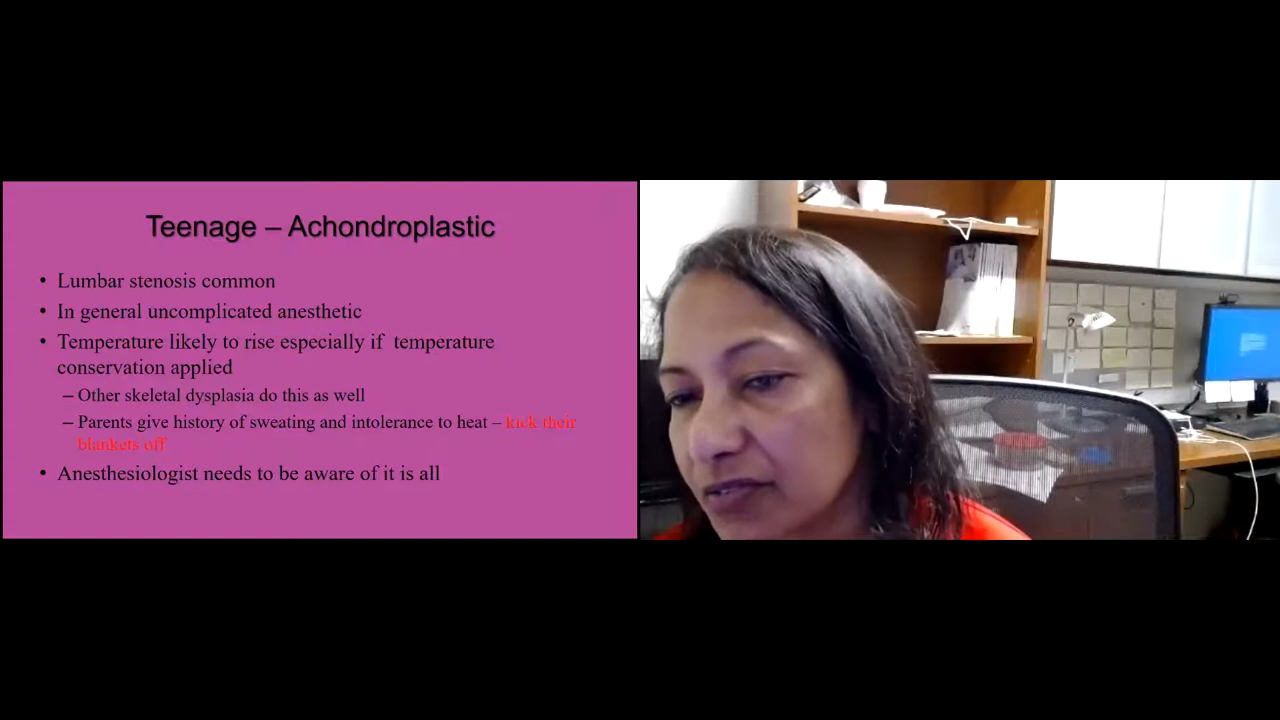 Teenage – Achondroplastic
• Lumbar stenosis common
• In general uncomplicated anesthetic
• Temperature likely to rise especially if temperature
conservation applied
– Other skeletal dysplasia do this as well
– Parents give history of sweating and intolerance to heat – kick their
blankets off
• Anesthesiologist needs to be aware of it is all